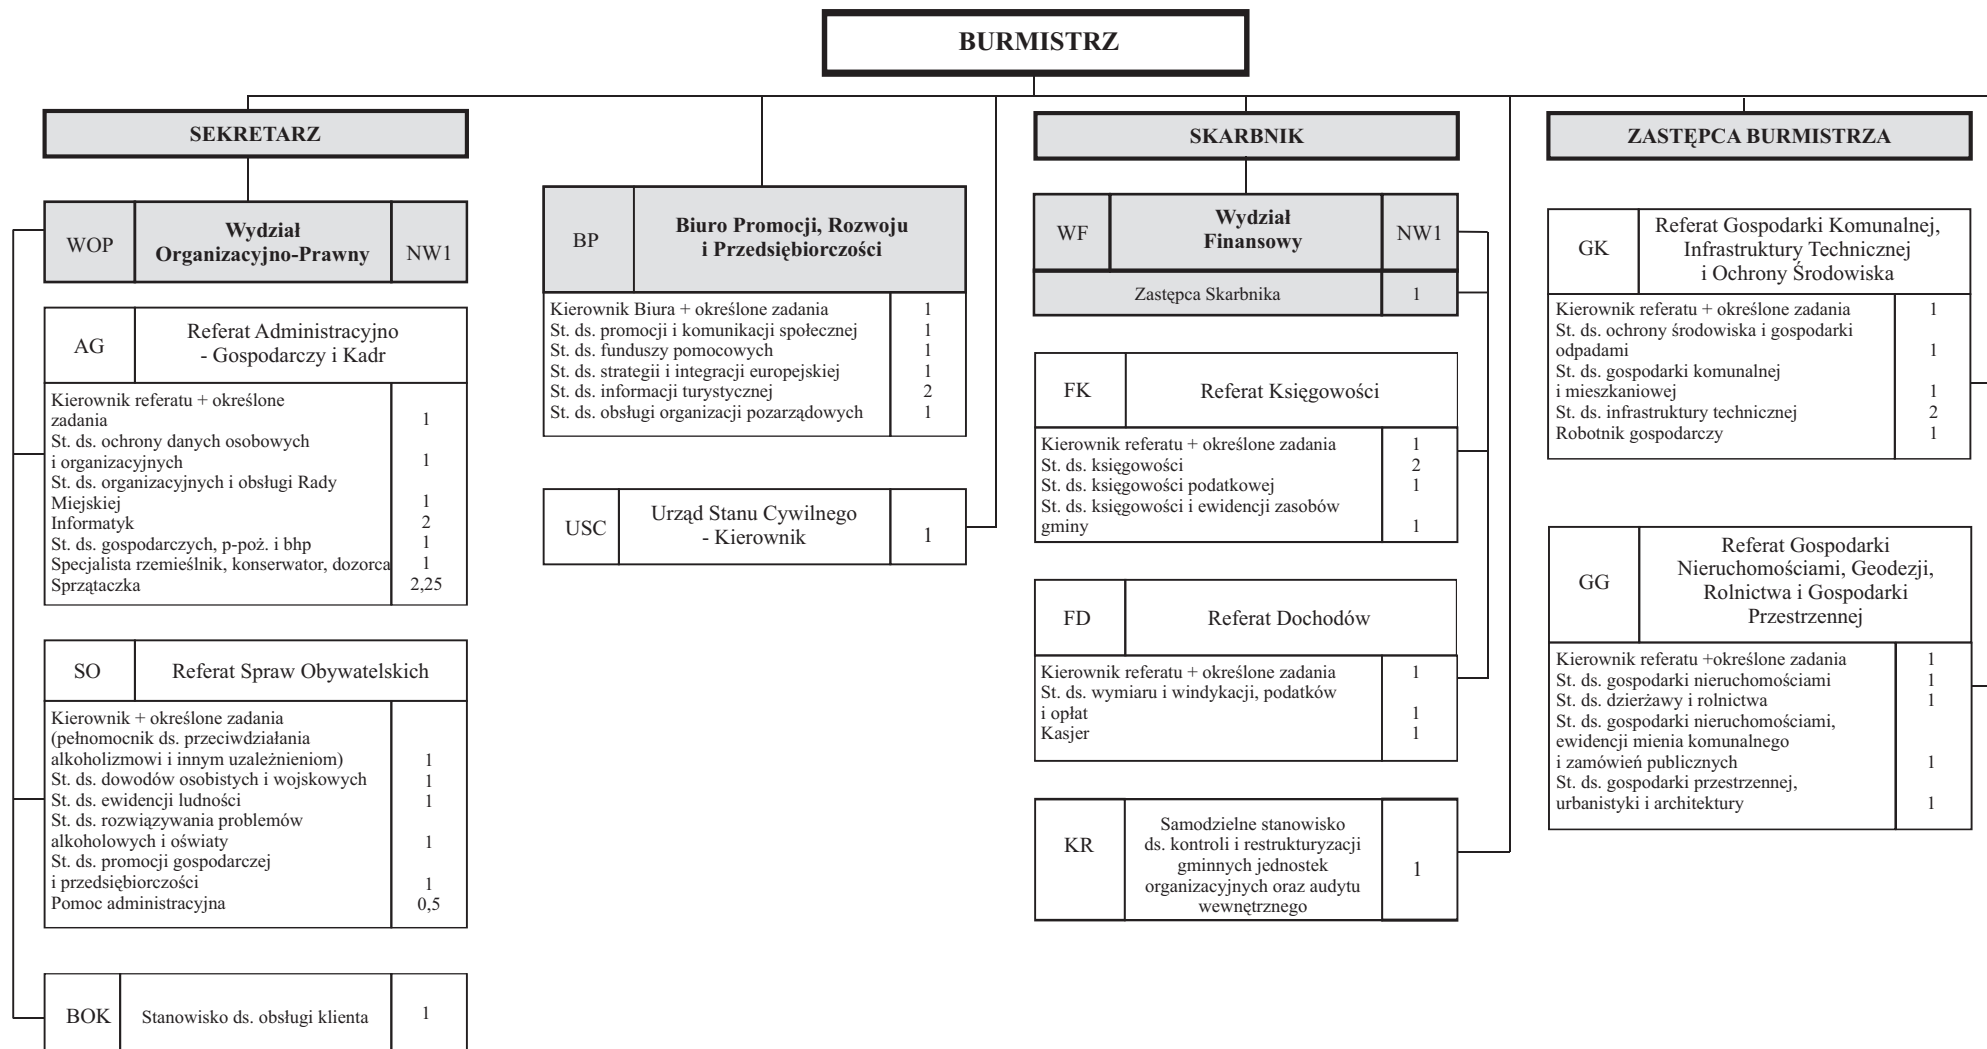 BURMISTRZ
SEKRETARZ
WOP
Wydział
Organizacyjno-Prawny
NW1
AG
Referat Administracyjno
- Gospodarczy i Kadr
Kierownik referatu + określone
zadania 1
St. ds. ochrony danych osobowych
i organizacyjnych 1
St. ds. organizacyjnych i obsługi Rady
Miejskiej 1
Informatyk 2
St. ds. gospodarczych, p-poż. i bhp 1
Specjalista rzemieślnik, konserwator, dozorca 1
Sprzątaczka 2,25
SO
Referat Spraw Obywatelskich
Kierownik + określone zadania
(pełnomocnik ds. przeciwdziałania
alkoholizmowi i innym uzależnieniom) 1
St. ds. dowodów osobistych i wojskowych 1
St. ds. ewidencji ludności 1
St. ds. rozwiązywania problemów
alkoholowych i oświaty 1
St. ds. promocji gospodarczej
i przedsiębiorczości 1
Pomoc administracyjna 0,5
BOK
Stanowisko ds. obsługi klienta
1
BP
Biuro Promocji, Rozwoju
i Przedsiębiorczości
Kierownik Biura + określone zadania 1
St. ds. promocji i komunikacji społecznej 1
St. ds. funduszy pomocowych 1
St. ds. strategii i integracji europejskiej 1
St. ds. informacji turystycznej 2
St. ds. obsługi organizacji pozarządowych 1
USC
Urząd Stanu Cywilnego
- Kierownik
1
SKARBNIK
WF
Wydział
Finansowy
NW1
Zastępca Skarbnika 1
FK
Referat Księgowości
Kierownik referatu + określone zadania 1
St. ds. księgowości 2
St. ds. księgowości podatkowej 1
St. ds. księgowości i ewidencji zasobów
gminy 1
FD
Referat Dochodów
Kierownik referatu + określone zadania 1
St. ds. wymiaru i windykacji, podatków
i opłat 1
Kasjer 1
KR
Samodzielne stanowisko
ds. kontroli i restrukturyzacji
gminnych jednostek
organizacyjnych oraz audytu
wewnętrznego
1
ZASTĘPCA BURMISTRZA
GK
Referat Gospodarki Komunalnej,
Infrastruktury Technicznej
i Ochrony Środowiska
Kierownik referatu + określone zadania 1
St. ds. ochrony środowiska i gospodarki
odpadami 1
St. ds. gospodarki komunalnej
i mieszkaniowej 1
St. ds. infrastruktury technicznej 2
Robotnik gospodarczy 1
GG
Referat Gospodarki
Nieruchomościami, Geodezji,
Rolnictwa i Gospodarki
Przestrzennej
Kierownik referatu +określone zadania 1
St. ds. gospodarki nieruchomościami 1
St. ds. dzierżawy i rolnictwa 1
St. ds. gospodarki nieruchomościami,
ewidencji mienia komunalnego
i zamówień publicznych 1
St. ds. gospodarki przestrzennej,
urbanistyki i architektury 1